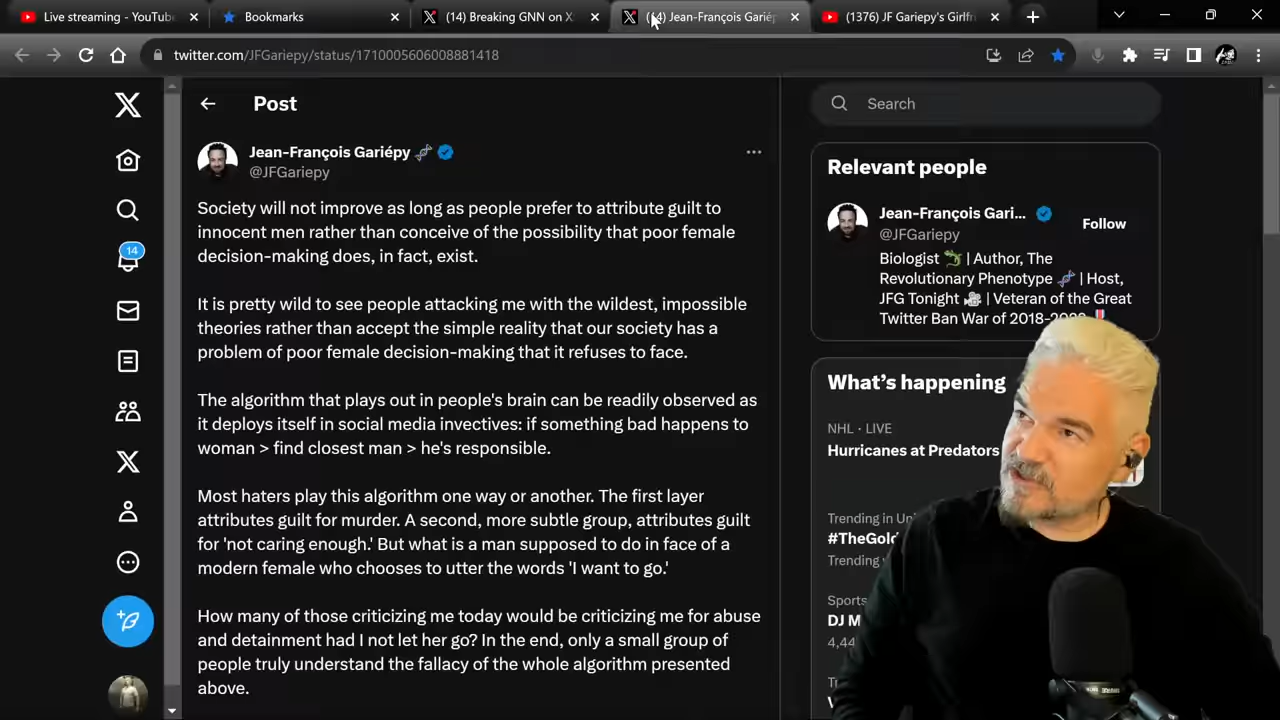 Live streaming - YouTube
Bookmarks
(14) Breaking GNN on X
(14) Jean-François Gariép
(1376) JF Gariepy's Girlfr
twitter.com/JFGariepy/status/1710005606008881418
Post
Search
Jean-François Gariépy
@JFGariepy
Society will not improve as long as people prefer to attribute guilt to
innocent men rather than conceive of the possibility that poor female
decision-making does, in fact, exist.
It is pretty wild to see people attacking me with the wildest, impossible
theories rather than accept the simple reality that our society has a
problem of poor female decision-making that it refuses to face.
The algorithm that plays out in people's brain can be readily observed as
it deploys itself in social media invectives: if something bad happens to
woman > find closest man > he's responsible.
Most haters play this algorithm one way or another. The first layer
attributes guilt for murder. A second, more subtle group, attributes guilt
for 'not caring enough.' But what is a man supposed to do in face of a
modern female who chooses to utter the words 'I want to go.'
How many of those criticizing me today would be criticizing me for abuse
and detainment had I not let her go? In the end, only a small group of
people truly understand the fallacy of the whole algorithm presented
above.
14
Relevant people
Jean-François Gari...
@JFGariepy
Follow
Biologist | Author, The
Revolutionary Phenotype | Host,
JFG Tonight | Veteran of the Great
Twitter Ban War of 2018-
What's happening
NHL · LIVE
Hurricanes at Predators
Trending in Uni
#TheGold
Trending
Sports
DJ M
4,44